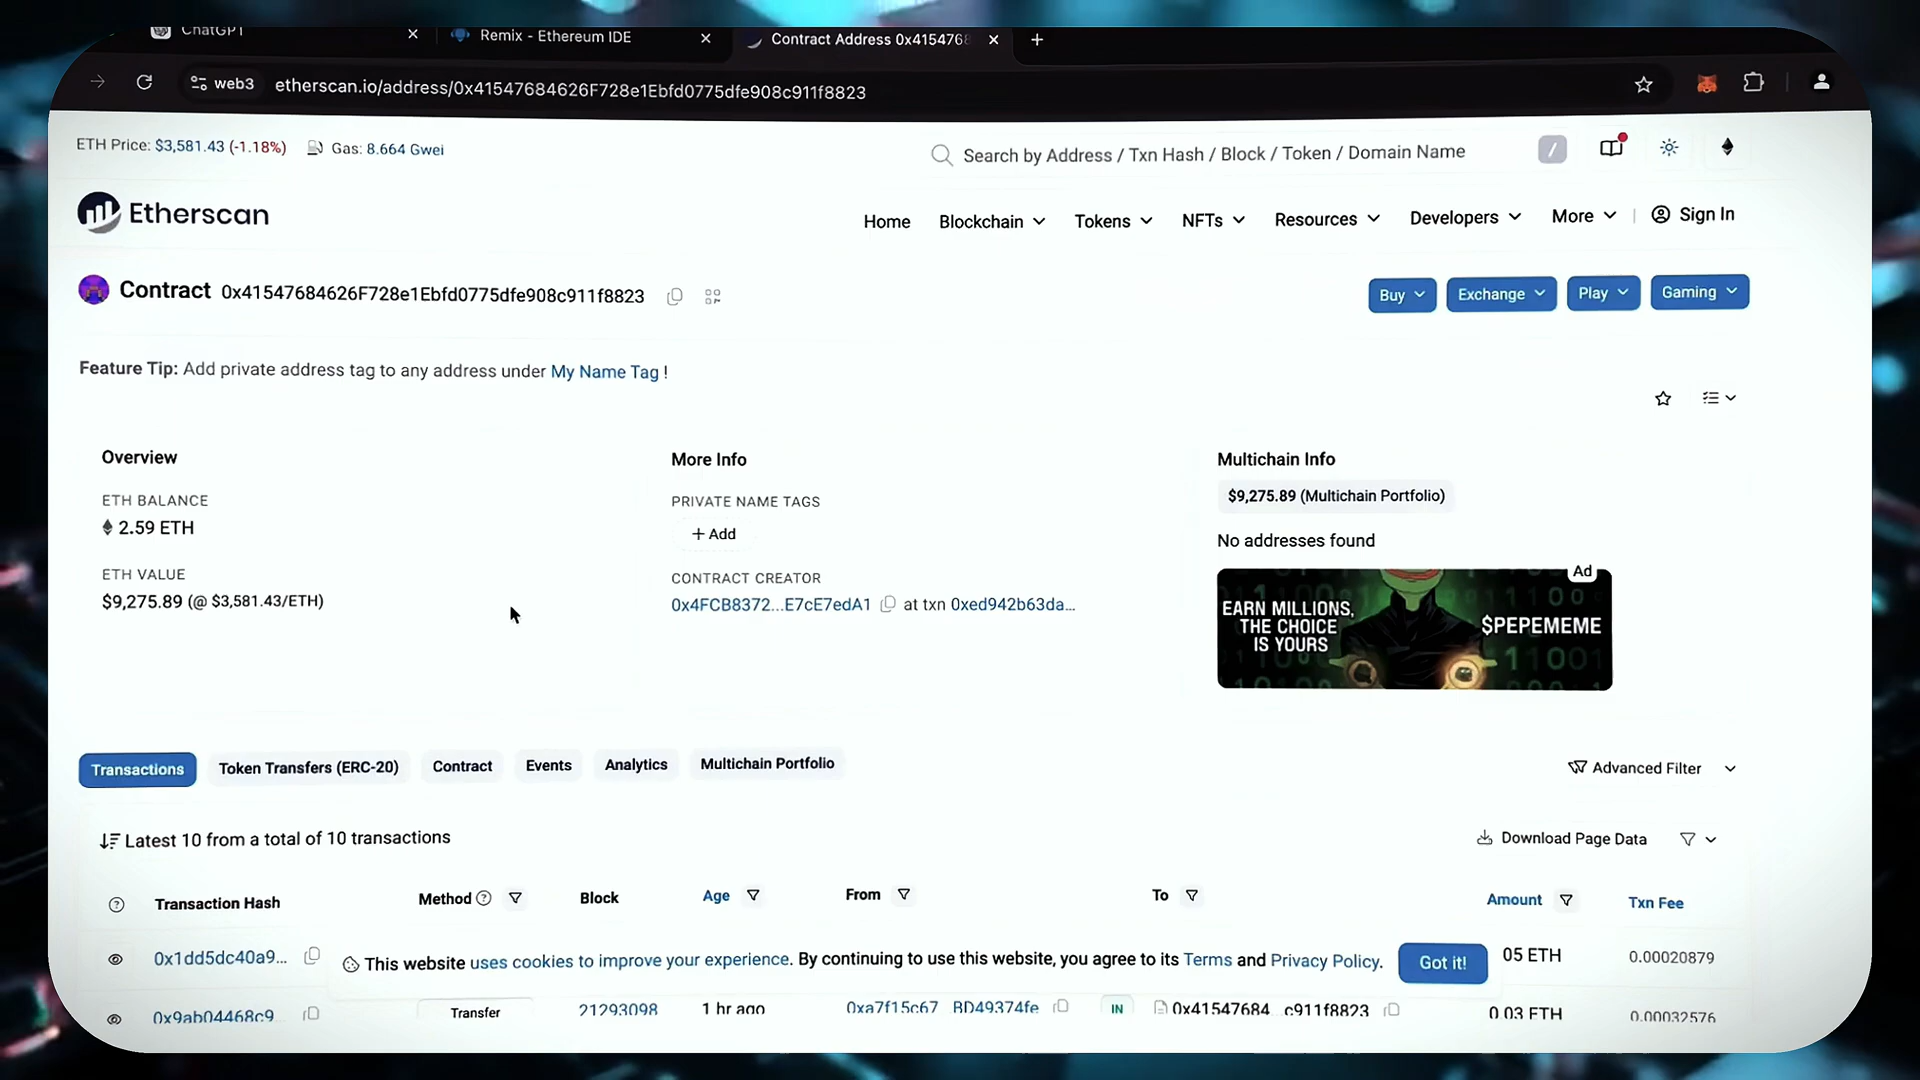 ChatGPT
Remix - Ethereum IDE
Contract Address 0x4154768
web3
etherscan.io/address/0x41547684626F728e1Ebfd0775dfe908c911f8823
ETH Price: $3,581.43 (-1.18%) Gas: 8.664 Gwei
Search by Address / Txn Hash / Block / Token / Domain Name
/
Etherscan
Home Blockchain Tokens NFTs Resources Developers More Sign In
Contract 0x41547684626F728e1Ebfd0775dfe908c911f8823
Buy Exchange Play Gaming
Feature Tip: Add private address tag to any address under My Name Tag !
Overview
ETH BALANCE
2.59 ETH
ETH VALUE
$9,275.89 (@ $3,581.43/ETH)
More Info
PRIVATE NAME TAGS
+ Add
CONTRACT CREATOR
0x4FCB8372...E7cE7edA1 at txn 0xed942b63da...
Multichain Info
$9,275.89 (Multichain Portfolio)
No addresses found
Ad
EARN MILLIONS,
THE CHOICE
IS YOURS
$PEPEMEME
Transactions Token Transfers (ERC-20) Contract Events Analytics Multichain Portfolio
Advanced Filter
Latest 10 from a total of 10 transactions
Download Page Data
Transaction Hash Method Block Age From To Amount Txn Fee
0x1dd5dc40a9... 05 ETH 0.00020879
This website uses cookies to improve your experience. By continuing to use this website, you agree to its Terms and Privacy Policy. Got it!
0x9ab04468c9 Transfer 21293098 1 hr ago 0xa7f15c67 BD49374fe IN 0x41547684 c911f8823 0.03 ETH 0.00032576